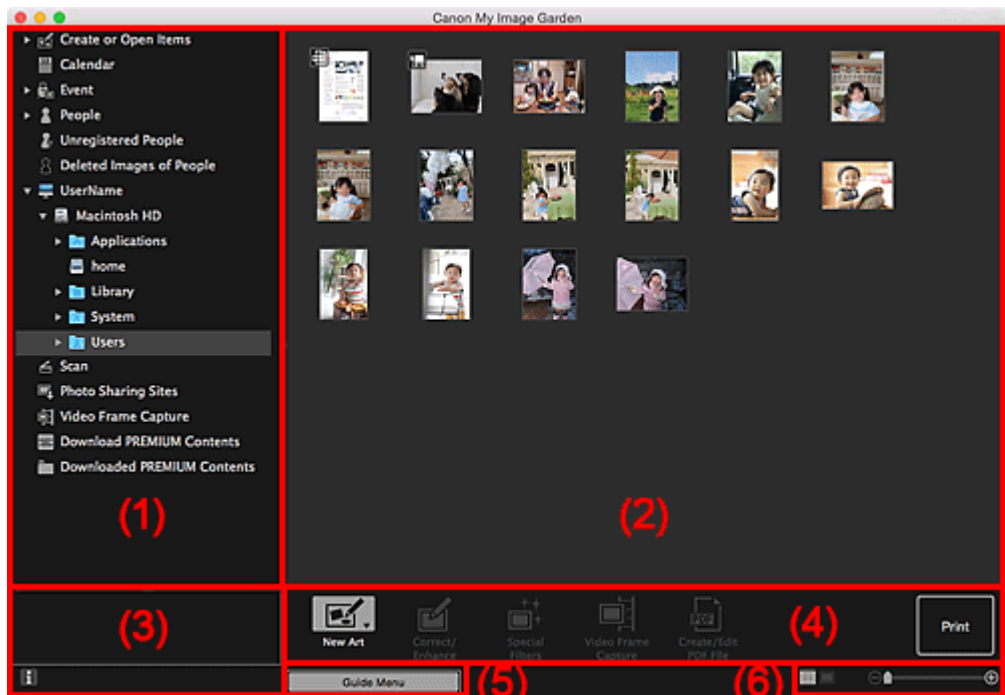 Canon My Image Garden
Create or Open Items
Calendar
Event
People
Unregistered People
Deleted Images of People
UserName
Macintosh HD
Applications
home
Library
System
Users
Scan
Photo Sharing Sites
Video Frame Capture
Download PREMIUM Contents
Downloaded PREMIUM Contents
(1)
(2)
(3)
New Art
Correct/
Enhance
Special
Filters
Video Frame
Capture
PDF
Create/Edit
PDF File
(4)
Print
Guide Menu
(5)
(6)